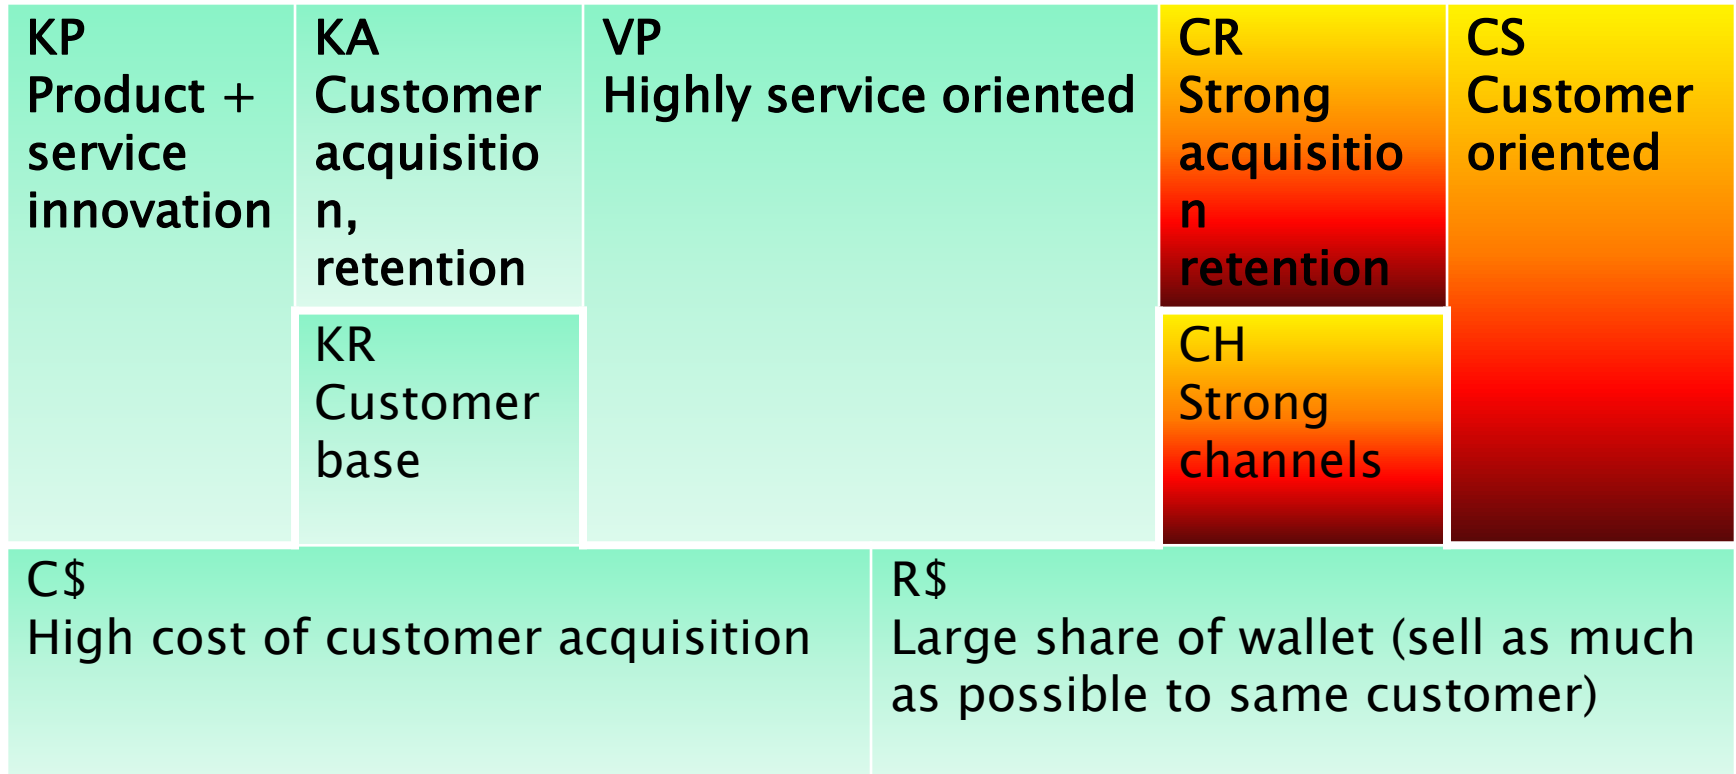 KP
Product +
service
innovation
KA
Customer
acquisitio
n,
retention
VP
Highly service oriented
CR
Strong
acquisitio
n
retention
CS
Customer
oriented
KR
Customer
base
CH
Strong
channels
C$
High cost of customer acquisition
R$
Large share of wallet (sell as much
as possible to same customer)